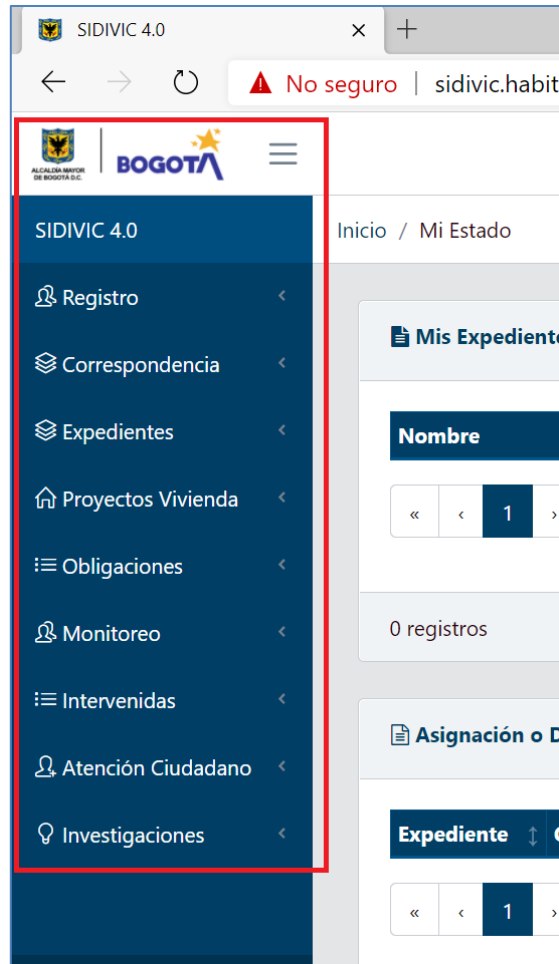 SIDIVIC 4.0
No seguro | sidivic.habit
ALCALDÍA MAYOR
DE BOGOTÁ D.C.
BOGOTÁ
SIDIVIC 4.0
Inicio / Mi Estado
Registro
Mis Expediente
Correspondencia
Expedientes
Nombre
Proyectos Vivienda
« ‹ 1 ›
Obligaciones
Monitoreo
0 registros
Intervenidas
Asignación o D
Atención Ciudadano
Investigaciones
Expediente
« ‹ 1 ›